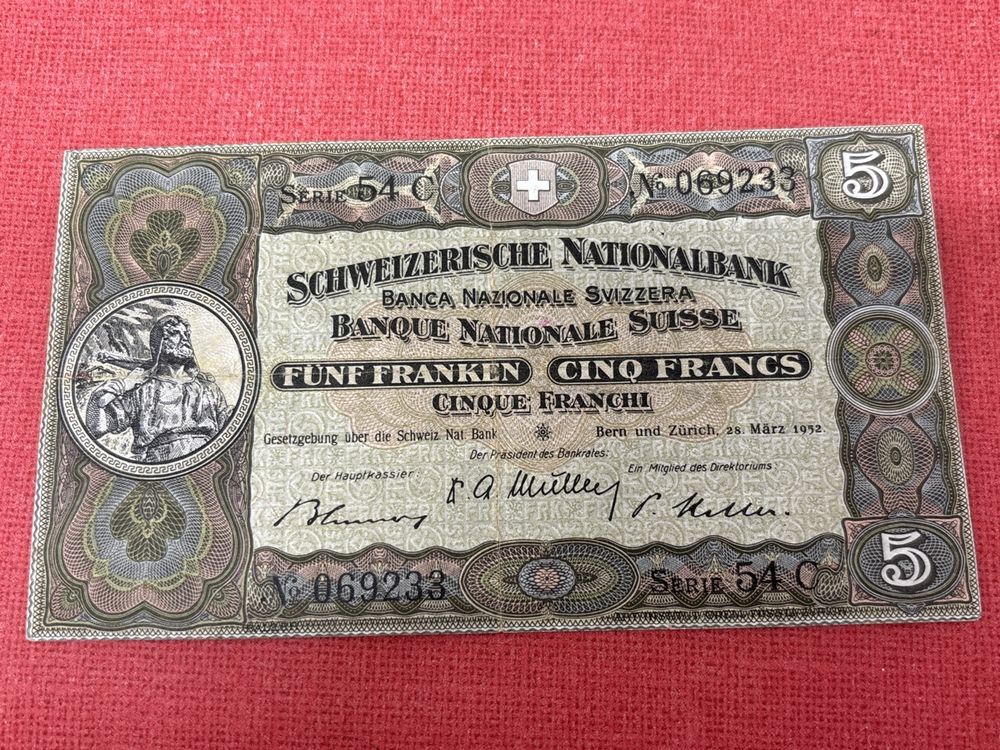 SERIE 54 C
No 069233
5
SCHWEIZERISCHE NATIONALBANK
BANCA NAZIONALE SVIZZERA
BANQUE NATIONALE SUISSE
FÜNF FRANKEN CINQ FRANCS
CINQUE FRANCHI
Gesetzgebung über die Schweiz Nat Bank
Bern und Zürich, 28. März 1952.
Der Präsident des Bankrates:
Der Hauptkassier:
Ein Mitglied des Direktoriums
No 069233
SERIE 54 C
5